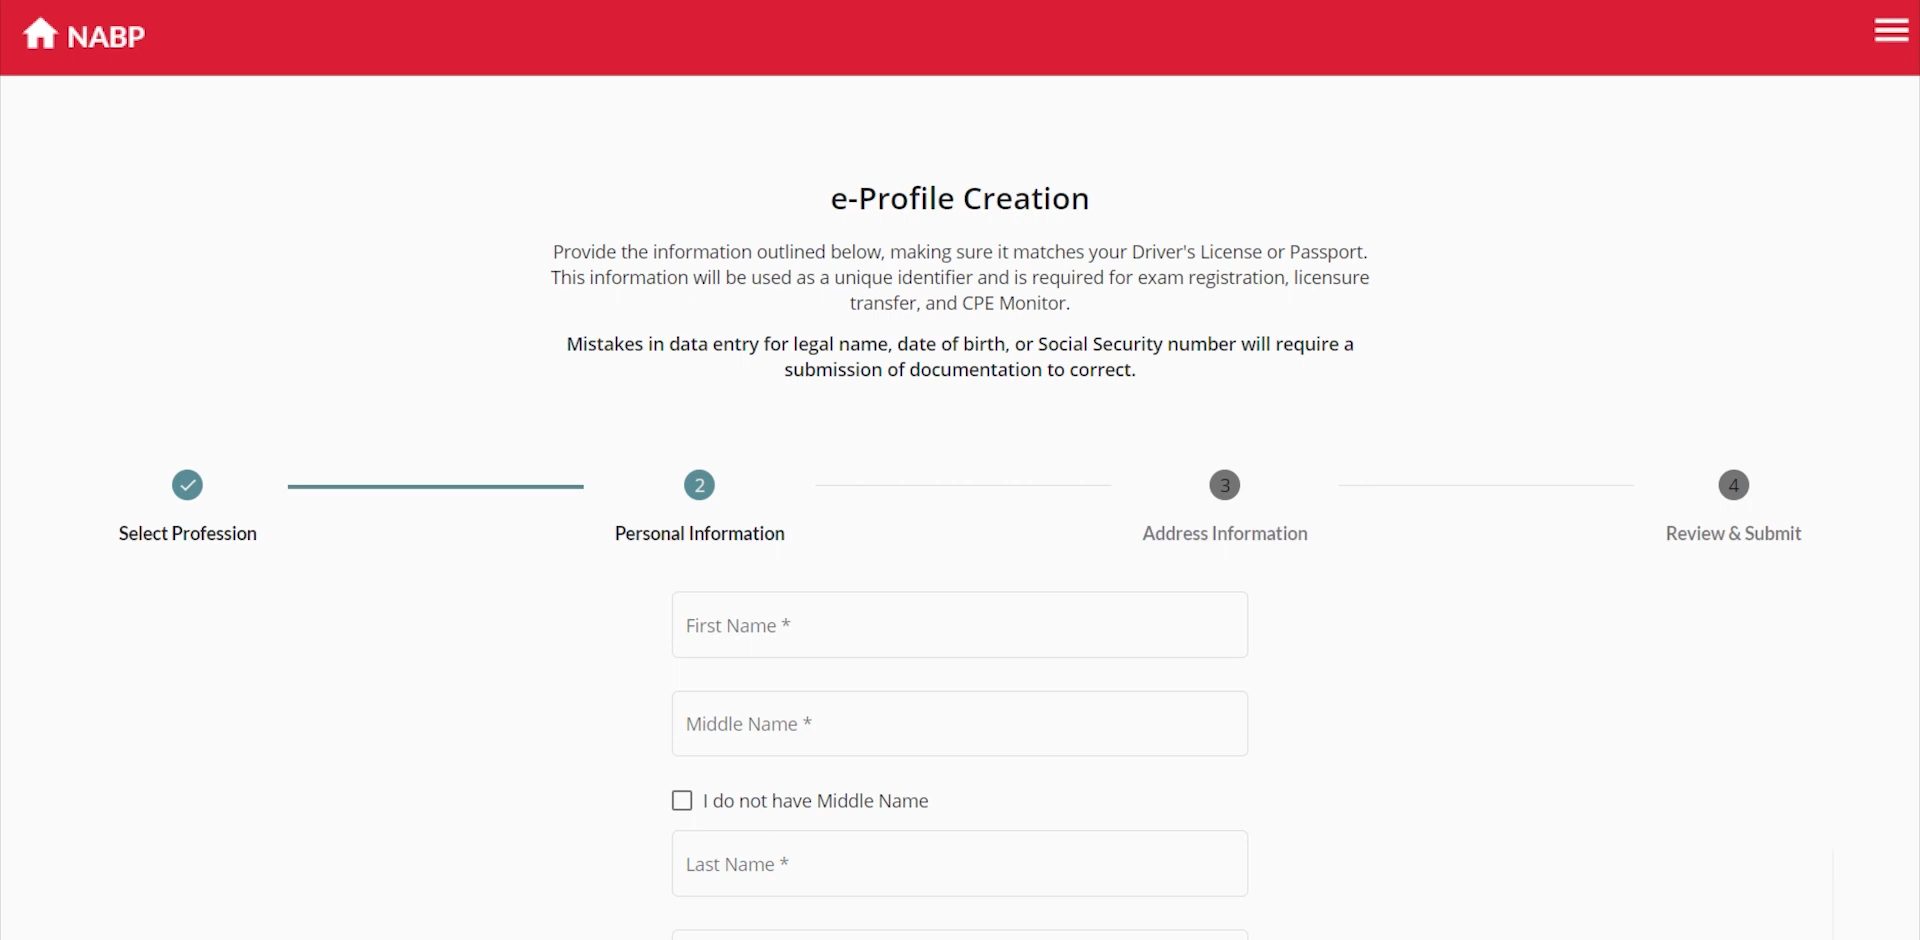 NABP
e-Profile Creation
Provide the information outlined below, making sure it matches your Driver's License or Passport.
This information will be used as a unique identifier and is required for exam registration, licensure
transfer, and CPE Monitor.
Mistakes in data entry for legal name, date of birth, or Social Security number will require a
submission of documentation to correct.
2
3
4
Select Profession
Personal Information
Address Information
Review & Submit
First Name *
Middle Name *
I do not have Middle Name
Last Name *